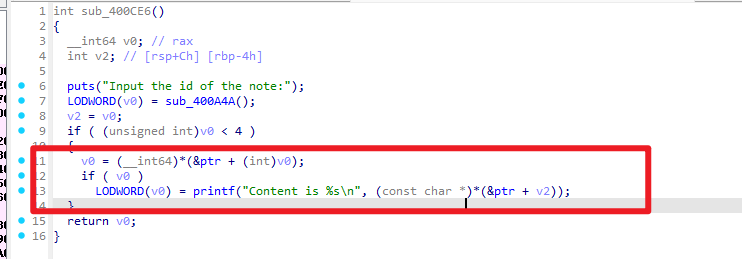 1 int sub_400CE6()
2 {
3 __int64 v0; // rax
4 int v2; // [rsp+Ch] [rbp-4h]
5
6 puts("Input the id of the note:");
7 LODWORD(v0) = sub_400A4A();
8 v2 = v0;
9 if ( (unsigned int)v0 < 4 )
{
11 v0 = (__int64)*(&ptr + (int)v0);
12 if ( v0 )
13 LODWORD(v0) = printf("Content is %s\n", (const char *)*(&ptr + v2));
}
15 return v0;
16 }